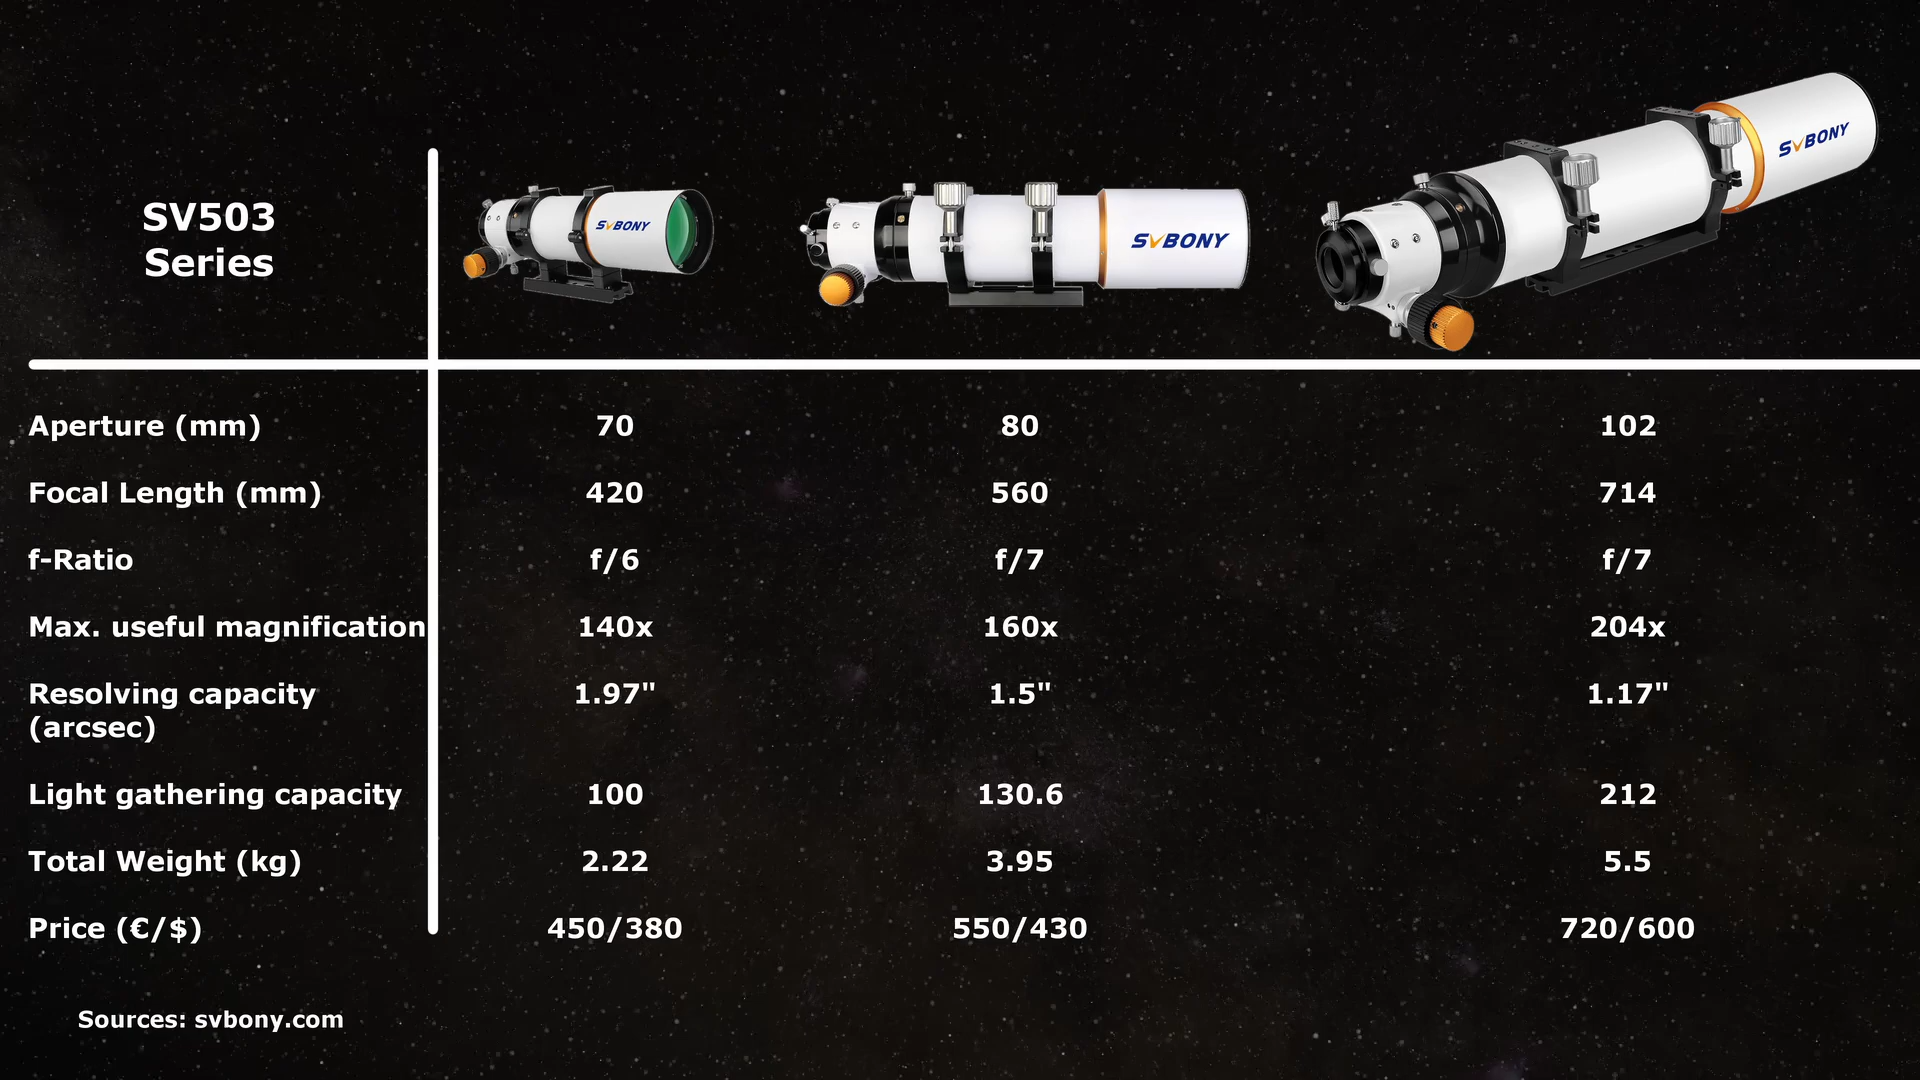 SV503
Series
SVBONY
SVBONY
SVBONY
Aperture (mm) 70 80 102
Focal Length (mm) 420 560 714
f-Ratio f/6 f/7 f/7
Max. useful magnification 140x 160x 204x
Resolving capacity 1.97" 1.5" 1.17"
(arcsec)
Light gathering capacity 100 130.6 212
Total Weight (kg) 2.22 3.95 5.5
Price (€/$) 450/380 550/430 720/600
Sources: svbony.com